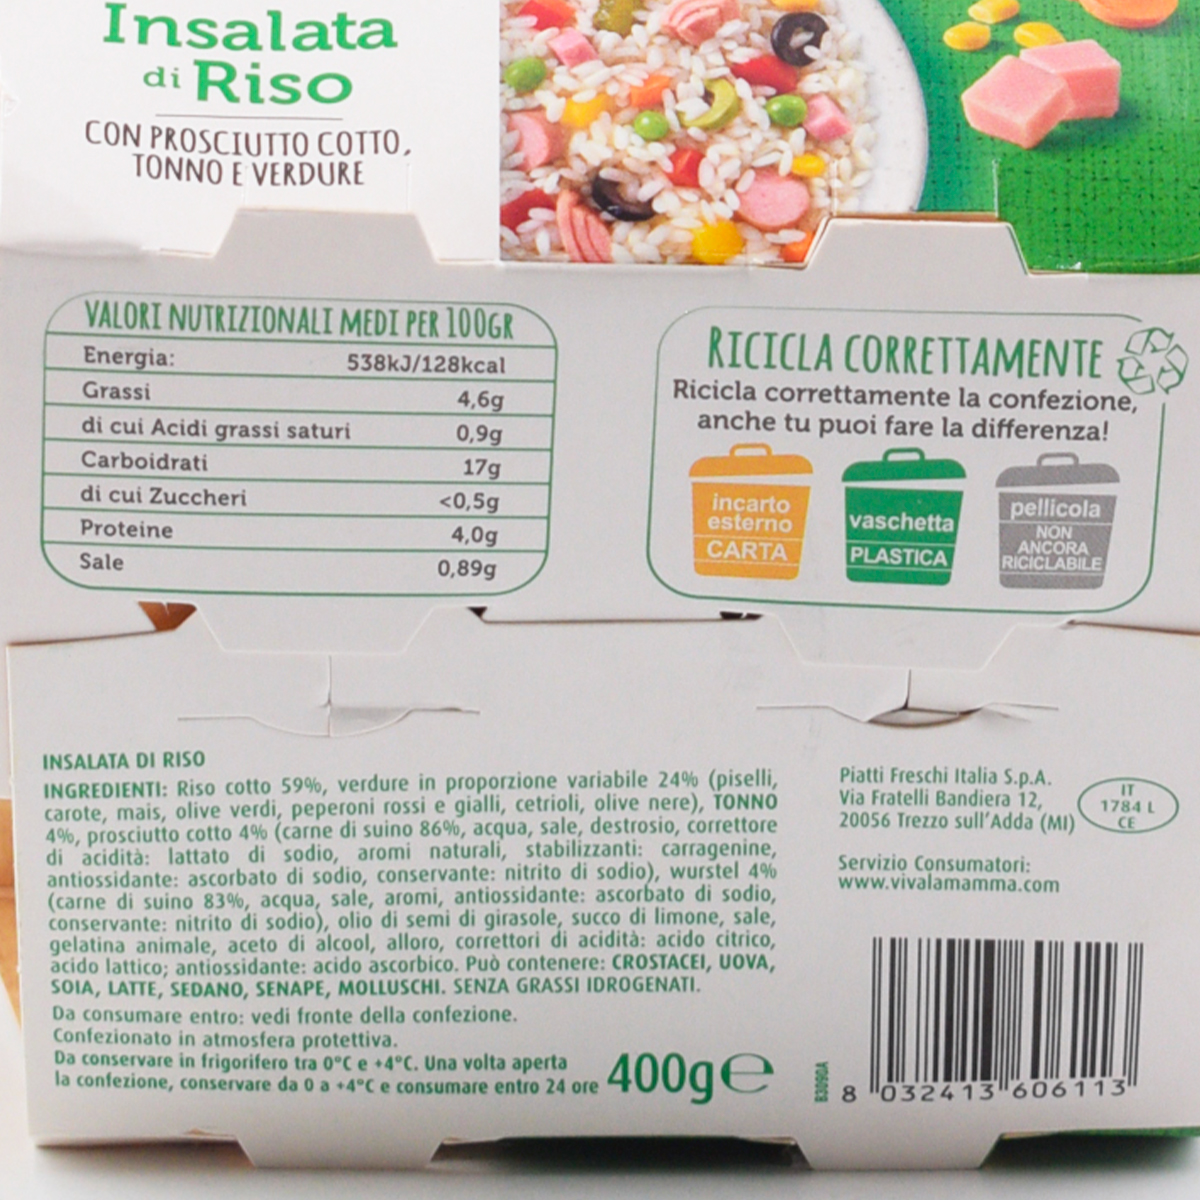 Insalata
di Riso
CON PROSCIUTTO COTTO,
TONNO E VERDURE
VALORI NUTRIZIONALI MEDI PER 100GR
Energia: 538kJ/128kcal
Grassi 4,6g
di cui Acidi grassi saturi 0,9g
Carboidrati 17g
di cui Zuccheri <0,5g
Proteine 4,0g
Sale 0,89g
RICICLA CORRETTAMENTE
Ricicla correttamente la confezione,
anche tu puoi fare la differenza!
incarto
esterno
CARTA
vaschetta
PLASTICA
pellicola
NON
ANCORA
RICICLABILE
INSALATA DI RISO
INGREDIENTI: Riso cotto 59%, verdure in proporzione variabile 24% (piselli,
carote, mais, olive verdi, peperoni rossi e gialli, cetrioli, olive nere), TONNO
4%, prosciutto cotto 4% (carne di suino 86%, acqua, sale, destrosio, correttore
di acidità: lattato di sodio, aromi naturali, stabilizzanti: carragenine,
antiossidante: ascorbato di sodio, conservante: nitrito di sodio), wurstel 4%
(carne di suino 83%, acqua, sale, aromi, antiossidante: ascorbato di sodio,
conservante: nitrito di sodio), olio di semi di girasole, succo di limone, sale,
gelatina animale, aceto di alcool, alloro, correttori di acidità: acido citrico,
acido lattico; antiossidante: acido ascorbico. Può contenere: CROSTACEI, UOVA,
SOIA, LATTE, SEDANO, SENAPE, MOLLUSCHI. SENZA GRASSI IDROGENATI.
Da consumare entro: vedi fronte della confezione.
Confezionato in atmosfera protettiva.
Da conservare in frigorifero tra 0°C e +4°C. Una volta aperta
la confezione, conservare da 0 a +4°C e consumare entro 24 ore
400g e
Piatti Freschi Italia S.p.A.
Via Fratelli Bandiera 12,
20056 Trezzo sull'Adda (MI)
IT
1784 L
CE
Servizio Consumatori:
www.vivalamamma.com
B3090A
8 032413 606113